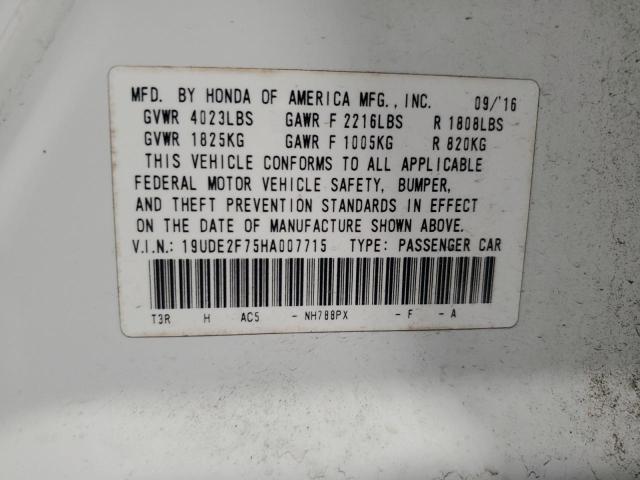 MFD. BY HONDA OF AMERICA MFG., INC. 09/'16
GVWR 4023LBS GAWR F 2216LBS R 1808LBS
GVWR 1825KG GAWR F 1005KG R 820KG
THIS VEHICLE CONFORMS TO ALL APPLICABLE
FEDERAL MOTOR VEHICLE SAFETY, BUMPER,
AND THEFT PREVENTION STANDARDS IN EFFECT
ON THE DATE OF MANUFACTURE SHOWN ABOVE.
V.I.N.: 19UDE2F75HA007715 TYPE: PASSENGER CAR
T3R H AC5 - NH788PX - F - A